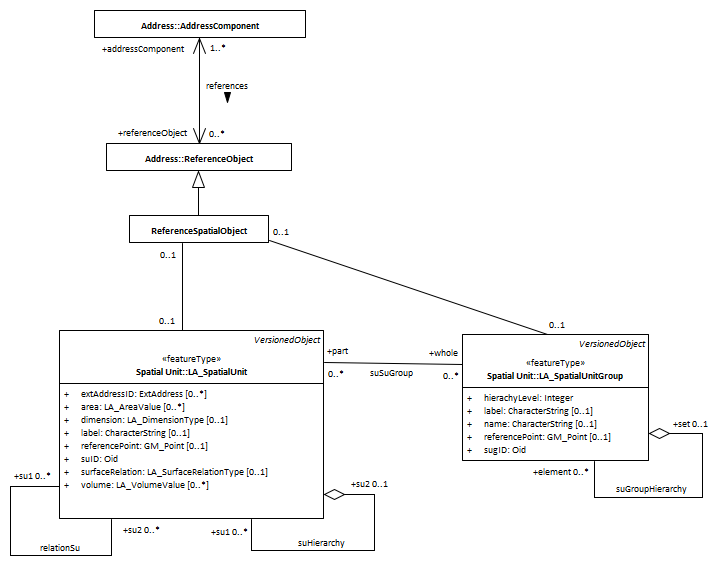 Address::AddressComponent
+addressComponent 1..*
references
+referenceObject 0..*
Address::ReferenceObject
ReferenceSpatialObject
0..1
0..1
0..1
0..1
VersionedObject
«featureType»
Spatial Unit::LA_SpatialUnit
+ extAddressID: ExtAddress [0..*]
+ area: LA_AreaValue [0..*]
+ dimension: LA_DimensionType [0..1]
+ label: CharacterString [0..1]
+ referencePoint: GM_Point [0..1]
+ suID: Oid
+ surfaceRelation: LA_SurfaceRelationType [0..1]
+ volume: LA_VolumeValue [0..*]
+part
0..*
suSuGroup
+whole
0..*
VersionedObject
«featureType»
Spatial Unit::LA_SpatialUnitGroup
+ hierachyLevel: Integer
+ label: CharacterString [0..1]
+ name: CharacterString [0..1]
+ referencePoint: GM_Point [0..1]
+ sugID: Oid
+set 0..1
+element 0..*
suGroupHierarchy
+su1 0..*
+su2 0..*
relationSu
+su2 0..1
+su1 0..*
suHierarchy